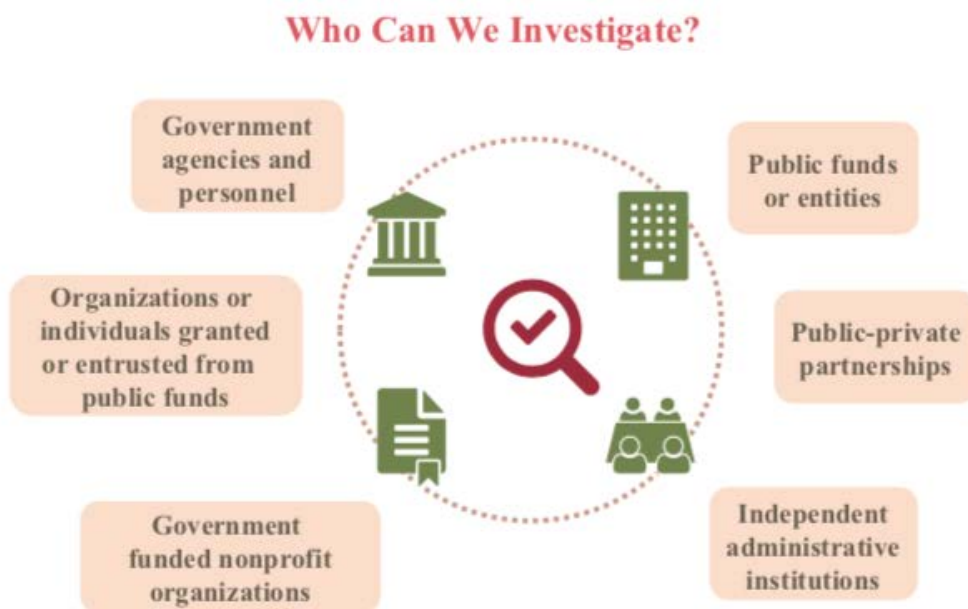 Who Can We Investigate?
Government
agencies and
personnel
Public funds
or entities
Organizations or
individuals granted
or entrusted from
public funds
Public-private
partnerships
Government
funded nonprofit
organizations
Independent
administrative
institutions